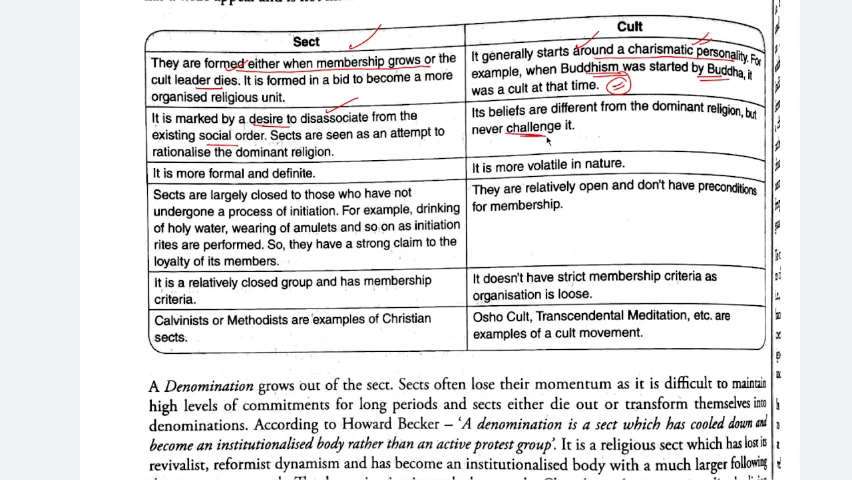 Sect
They are formed either when membership grows or the
cult leader dies. It is formed in a bid to become a more
organised religious unit.
It is marked by a desire to disassociate from the
existing social order. Sects are seen as an attempt to
rationalise the dominant religion.
It is more formal and definite.
Sects are largely closed to those who have not
undergone a process of initiation. For example, drinking
of holy water, wearing of amulets and so on as initiation
rites are performed. So, they have a strong claim to the
loyalty of its members.
It is a relatively closed group and has membership
criteria.
Calvinists or Methodists are examples of Christian
sects.
Cult
It generally starts around a charismatic personality. For
example, when Buddhism was started by Buddha, it
was a cult at that time.
Its beliefs are different from the dominant religion, but
never challenge it.
It is more volatile in nature.
They are relatively open and don't have preconditions
for membership.
It doesn't have strict membership criteria as
organisation is loose.
Osho Cult, Transcendental Meditation, etc. are
examples of a cult movement.
A Denomination grows out of the sect. Sects often lose their momentum as it is difficult to maintain
high levels of commitments for long periods and sects either die out or transform themselves into
denominations. According to Howard Becker – 'A denomination is a sect which has cooled down and
become an institutionalised body rather than an active protest group'. It is a religious sect which has lost its
revivalist, reformist dynamism and has become an institutionalised body with a much larger following